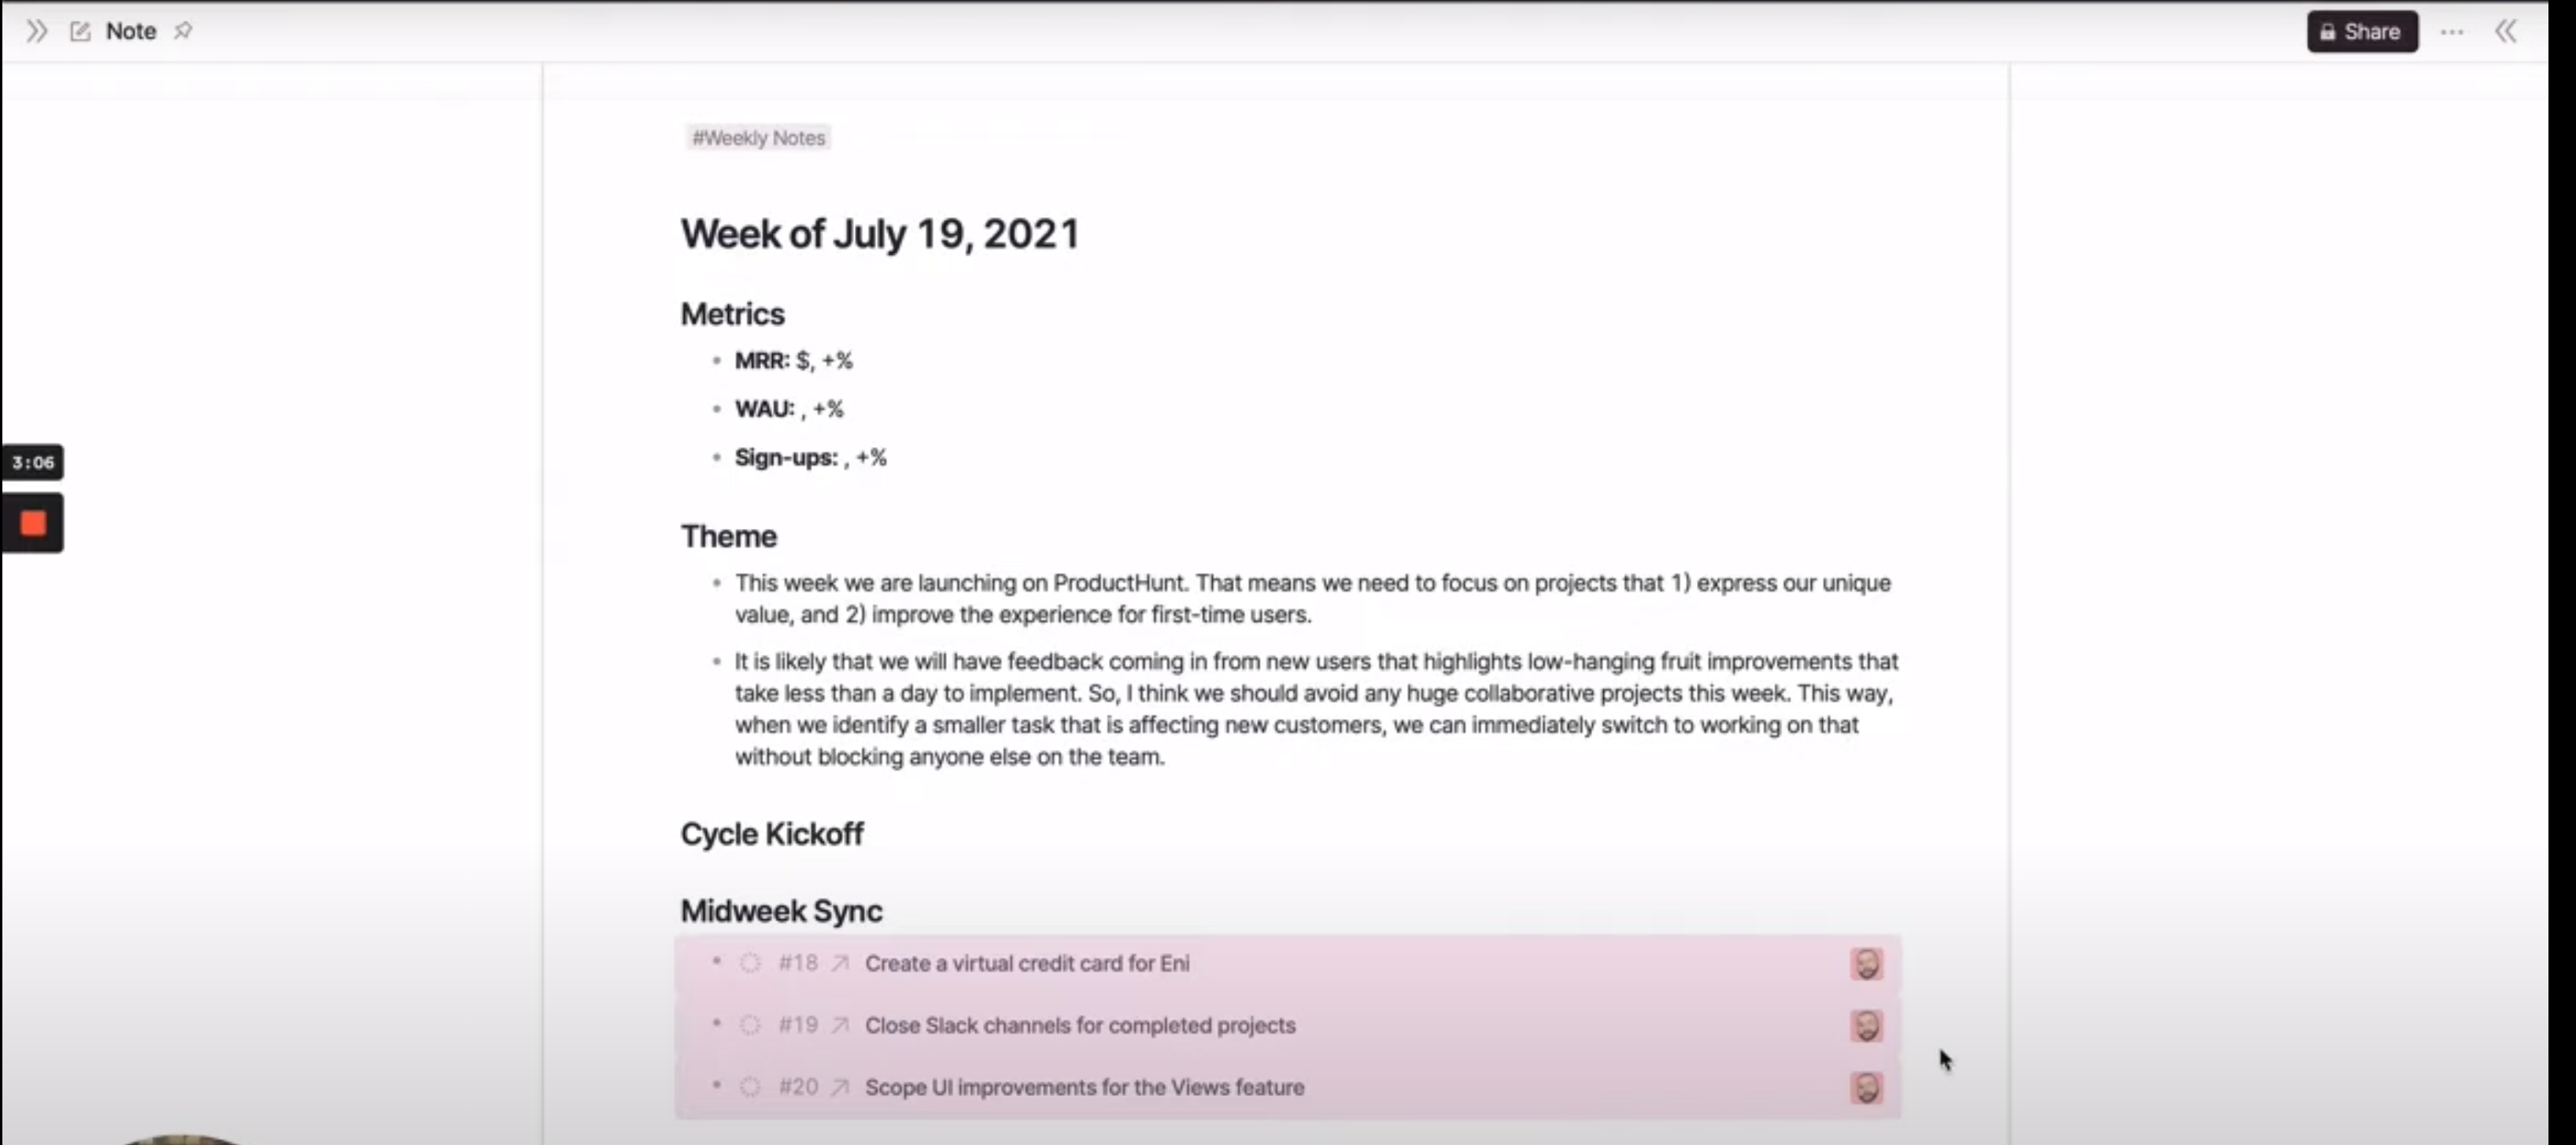 Note
Share
#Weekly Notes
Week of July 19, 2021
Metrics
MRR: $, +%
WAU: , +%
Sign-ups: , +%
3:06
Theme
This week we are launching on ProductHunt. That means we need to focus on projects that 1) express our unique
value, and 2) improve the experience for first-time users.
It is likely that we will have feedback coming in from new users that highlights low-hanging fruit improvements that
take less than a day to implement. So, I think we should avoid any huge collaborative projects this week. This way,
when we identify a smaller task that is affecting new customers, we can immediately switch to working on that
without blocking anyone else on the team.
Cycle Kickoff
Midweek Sync
#18 Create a virtual credit card for Eni
#19 Close Slack channels for completed projects
#20 Scope UI improvements for the Views feature